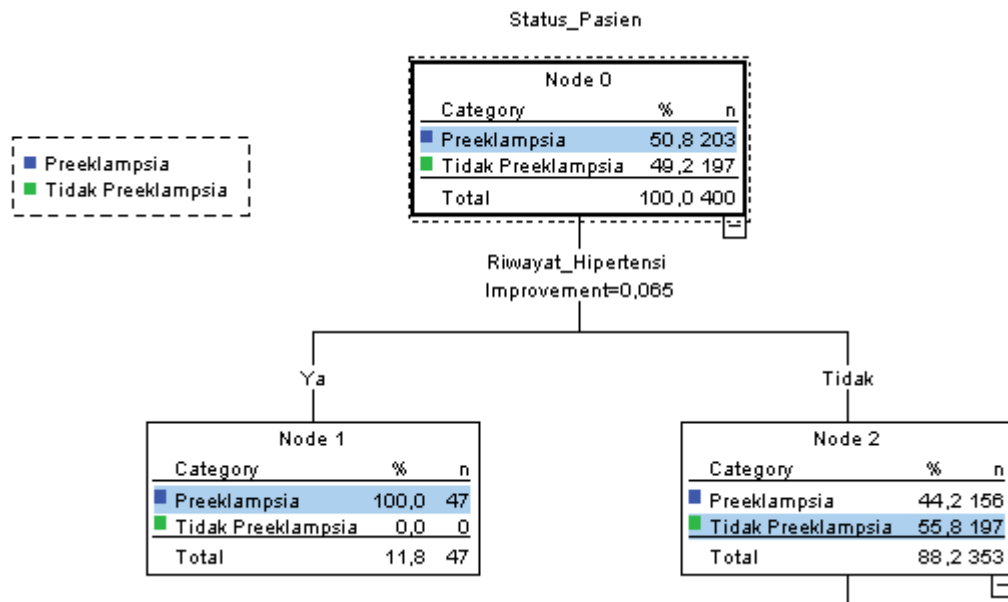 Status_Pasien
Preeklampsia
Tidak Preeklampsia
Node 0
Category % n
Preeklampsia 50,8 203
Tidak Preeklampsia 49,2 197
Total 100,0 400
Riwayat_Hipertensi
Improvement=0,065
Ya
Tidak
Node 1
Category % n
Preeklampsia 100,0 47
Tidak Preeklampsia 0,0 0
Total 11,8 47
Node 2
Category % n
Preeklampsia 44,2 156
Tidak Preeklampsia 55,8 197
Total 88,2 353